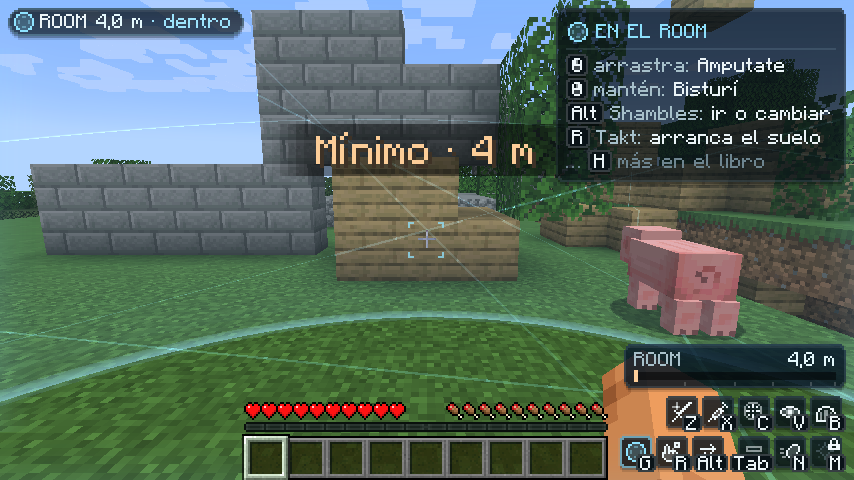 ROOM 4,0 m · dentro
EN EL ROOM
arrastra: Amputate
mantén: Bisturí
Alt Shambles: ir o cambiar
R Takt: arranca el suelo
... H más en el libro
Mínimo · 4 m
ROOM 4,0 m
Z X C V B
G R Alt Tab N M